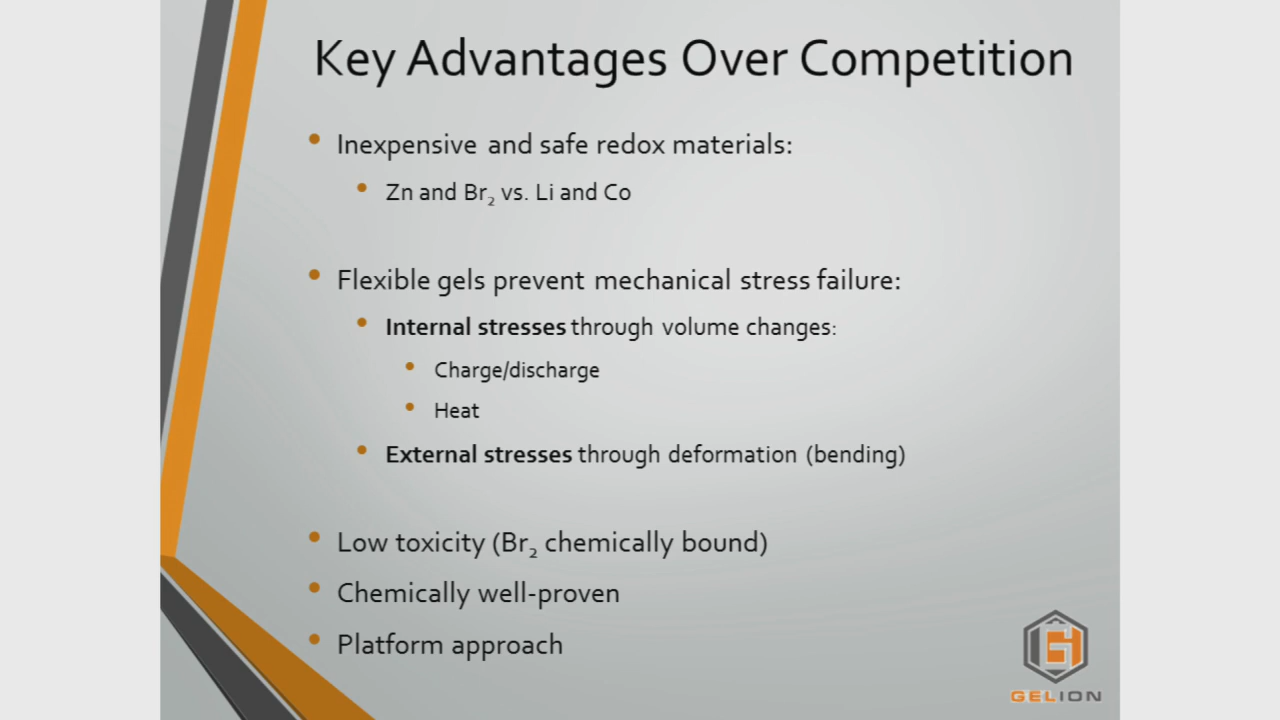 Key Advantages Over Competition
• Inexpensive and safe redox materials:
• Zn and Br₂ vs. Li and Co
• Flexible gels prevent mechanical stress failure:
• Internal stresses through volume changes:
• Charge/discharge
• Heat
• External stresses through deformation (bending)
• Low toxicity (Br₂ chemically bound)
• Chemically well-proven
• Platform approach
GELION